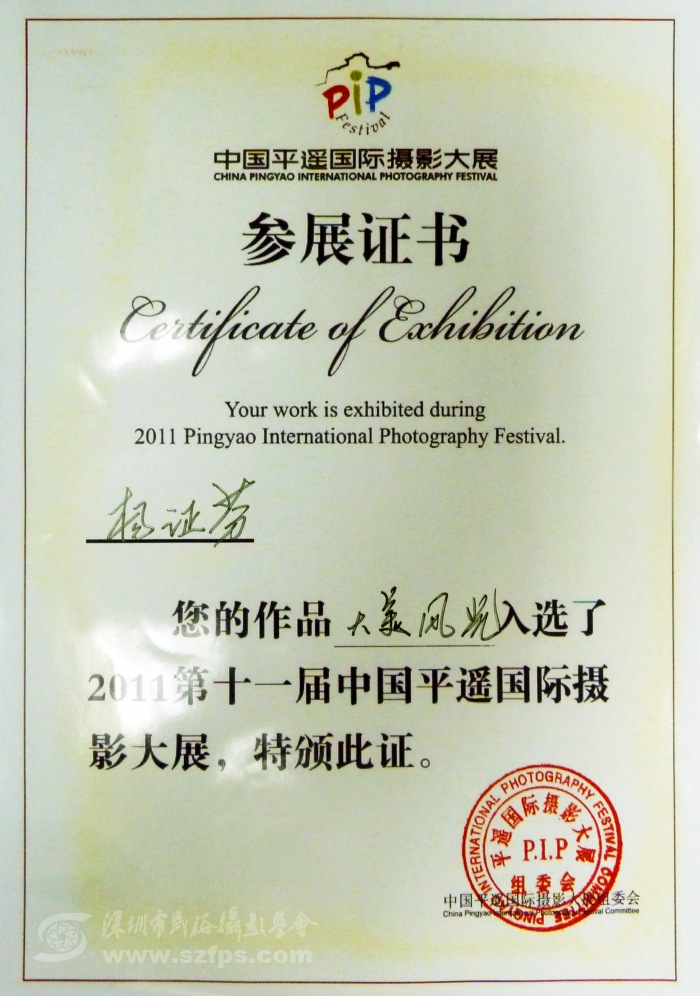 PiP
Festival
中国平遥国际摄影大展
CHINA PINGYAO INTERNATIONAL PHOTOGRAPHY FESTIVAL
参展证书
Certificate of Exhibition
Your work is exhibited during
2011 Pingyao International Photography Festival.
杨证芳
您的作品 大美风光 入选了
2011第十一届中国平遥国际摄
影大展，特颁此证。
INTERNATIONAL PHOTOGRAPHY FESTIVAL COMMITTEE PINGYAO
平遥国际摄影大展
P.I.P
组委会
中国平遥国际摄影大展组委会
China Pingyao International Photography Festival Committee
深圳市民俗攝影學會
www.szfps.com